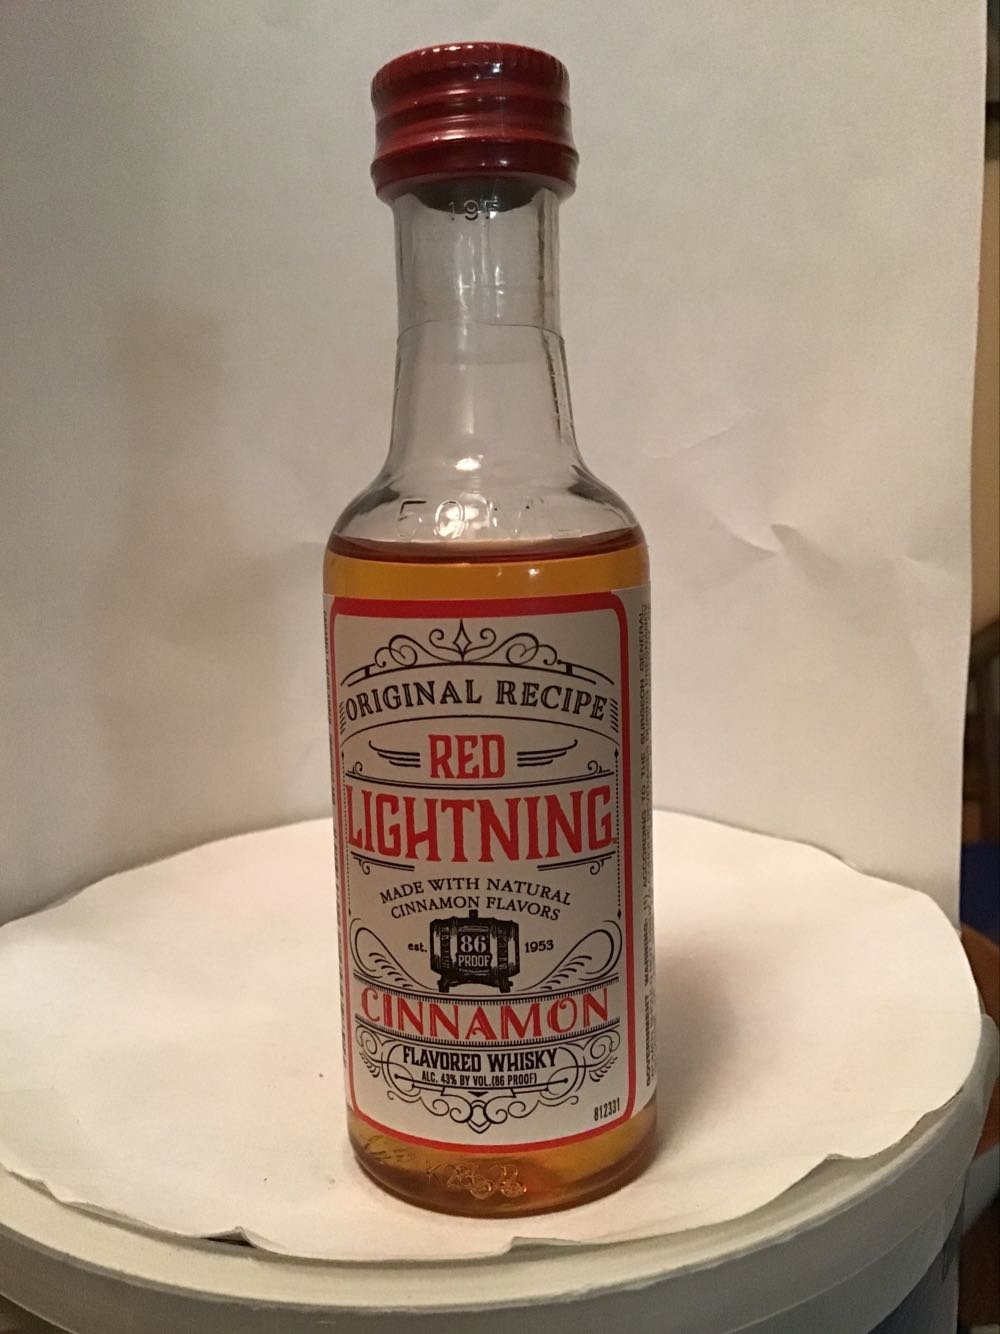 19F
50 ML
ORIGINAL RECIPE
RED
LIGHTNING
MADE WITH NATURAL
CINNAMON FLAVORS
est. 86 1953
PROOF
CINNAMON
FLAVORED WHISKY
ALC. 43% BY VOL.(86 PROOF)
812331
GOVERNMENT WARNING: (1) ACCORDING TO THE SURGEON GENERAL,